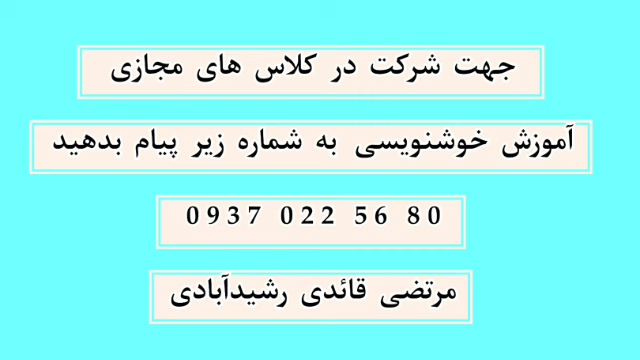 جهت شرکت در کلاس های مجازی
آموزش خوشنویسی به شماره زیر پیام بدهید
0937 022 56 80
مرتضی قائدی رشیدآبادی